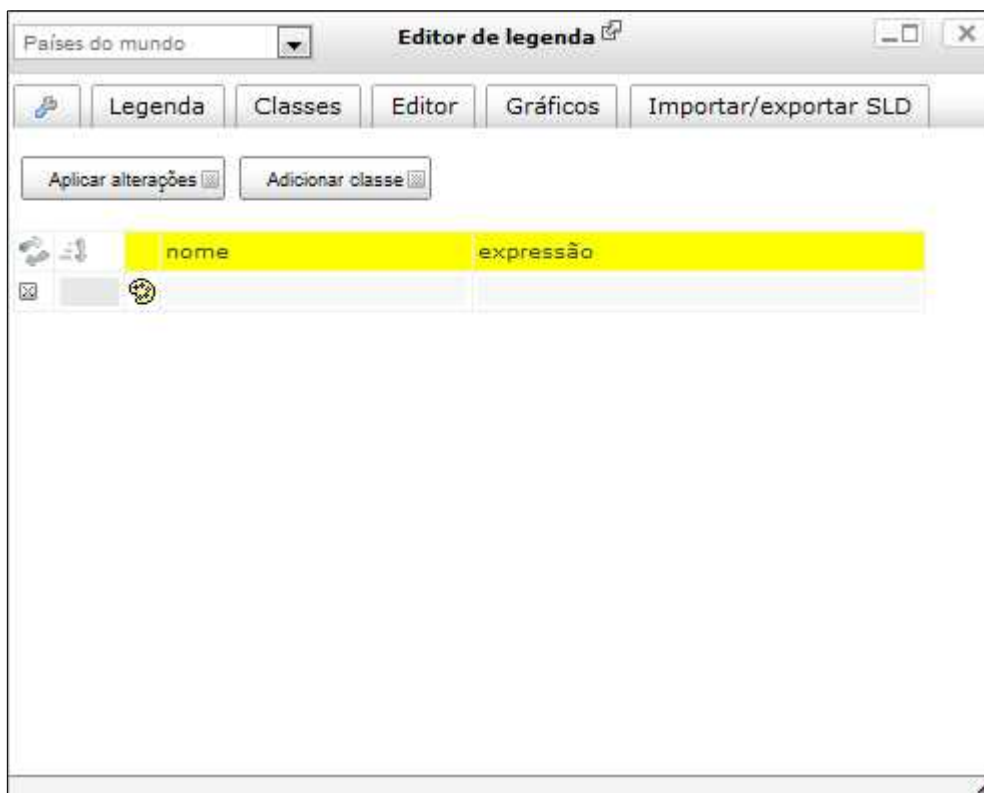 Países do mundo
Editor de legenda
Legenda
Classes
Editor
Gráficos
Importar/exportar SLD
Aplicar alterações
Adicionar classe
nome
expressão